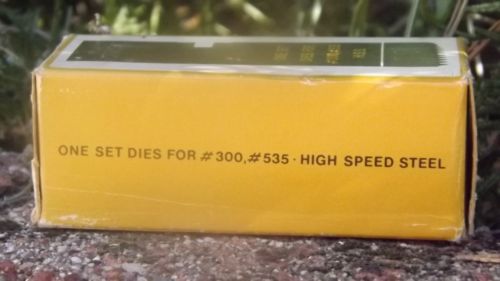 ONE SET DIES FOR #300,#535 · HIGH SPEED STEEL